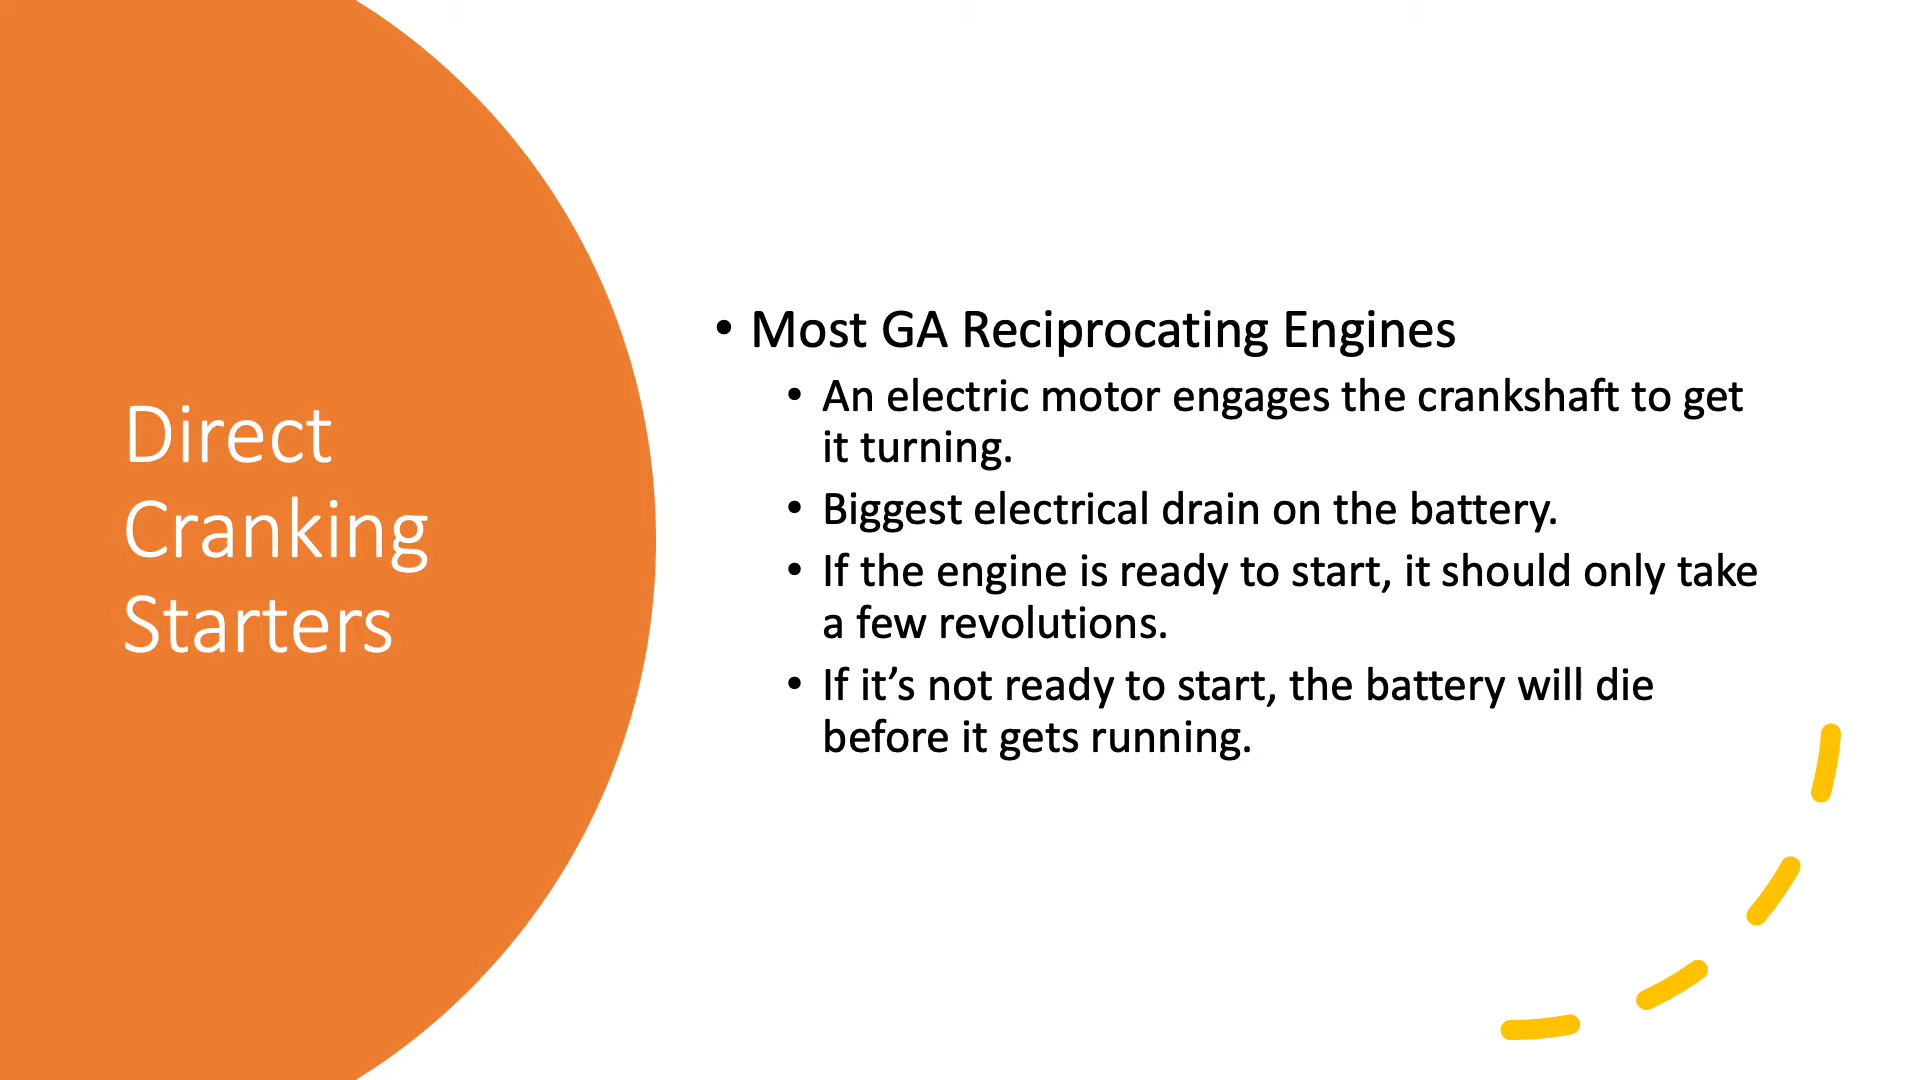 Direct
Cranking
Starters
• Most GA Reciprocating Engines
• An electric motor engages the crankshaft to get
it turning.
• Biggest electrical drain on the battery.
• If the engine is ready to start, it should only take
a few revolutions.
• If it’s not ready to start, the battery will die
before it gets running.